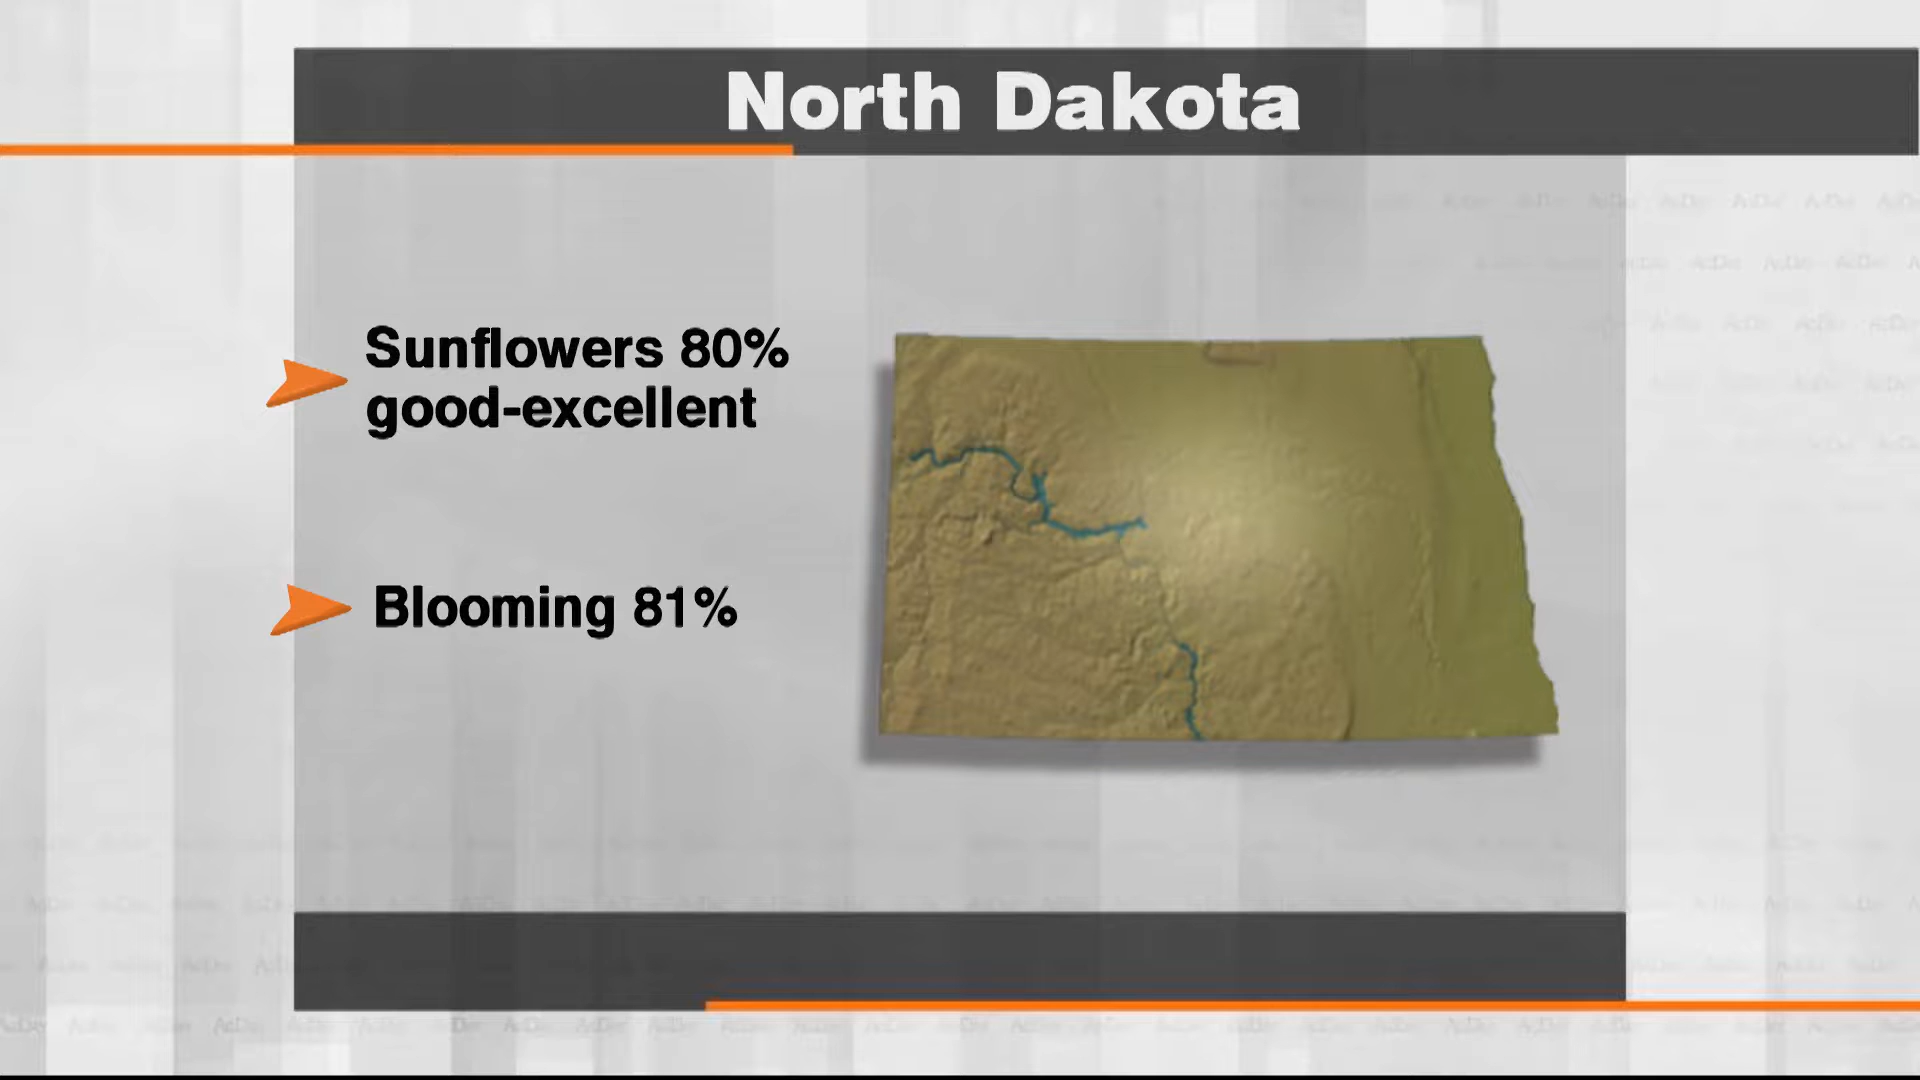 North Dakota
Sunflowers 80%
good-excellent
Blooming 81%